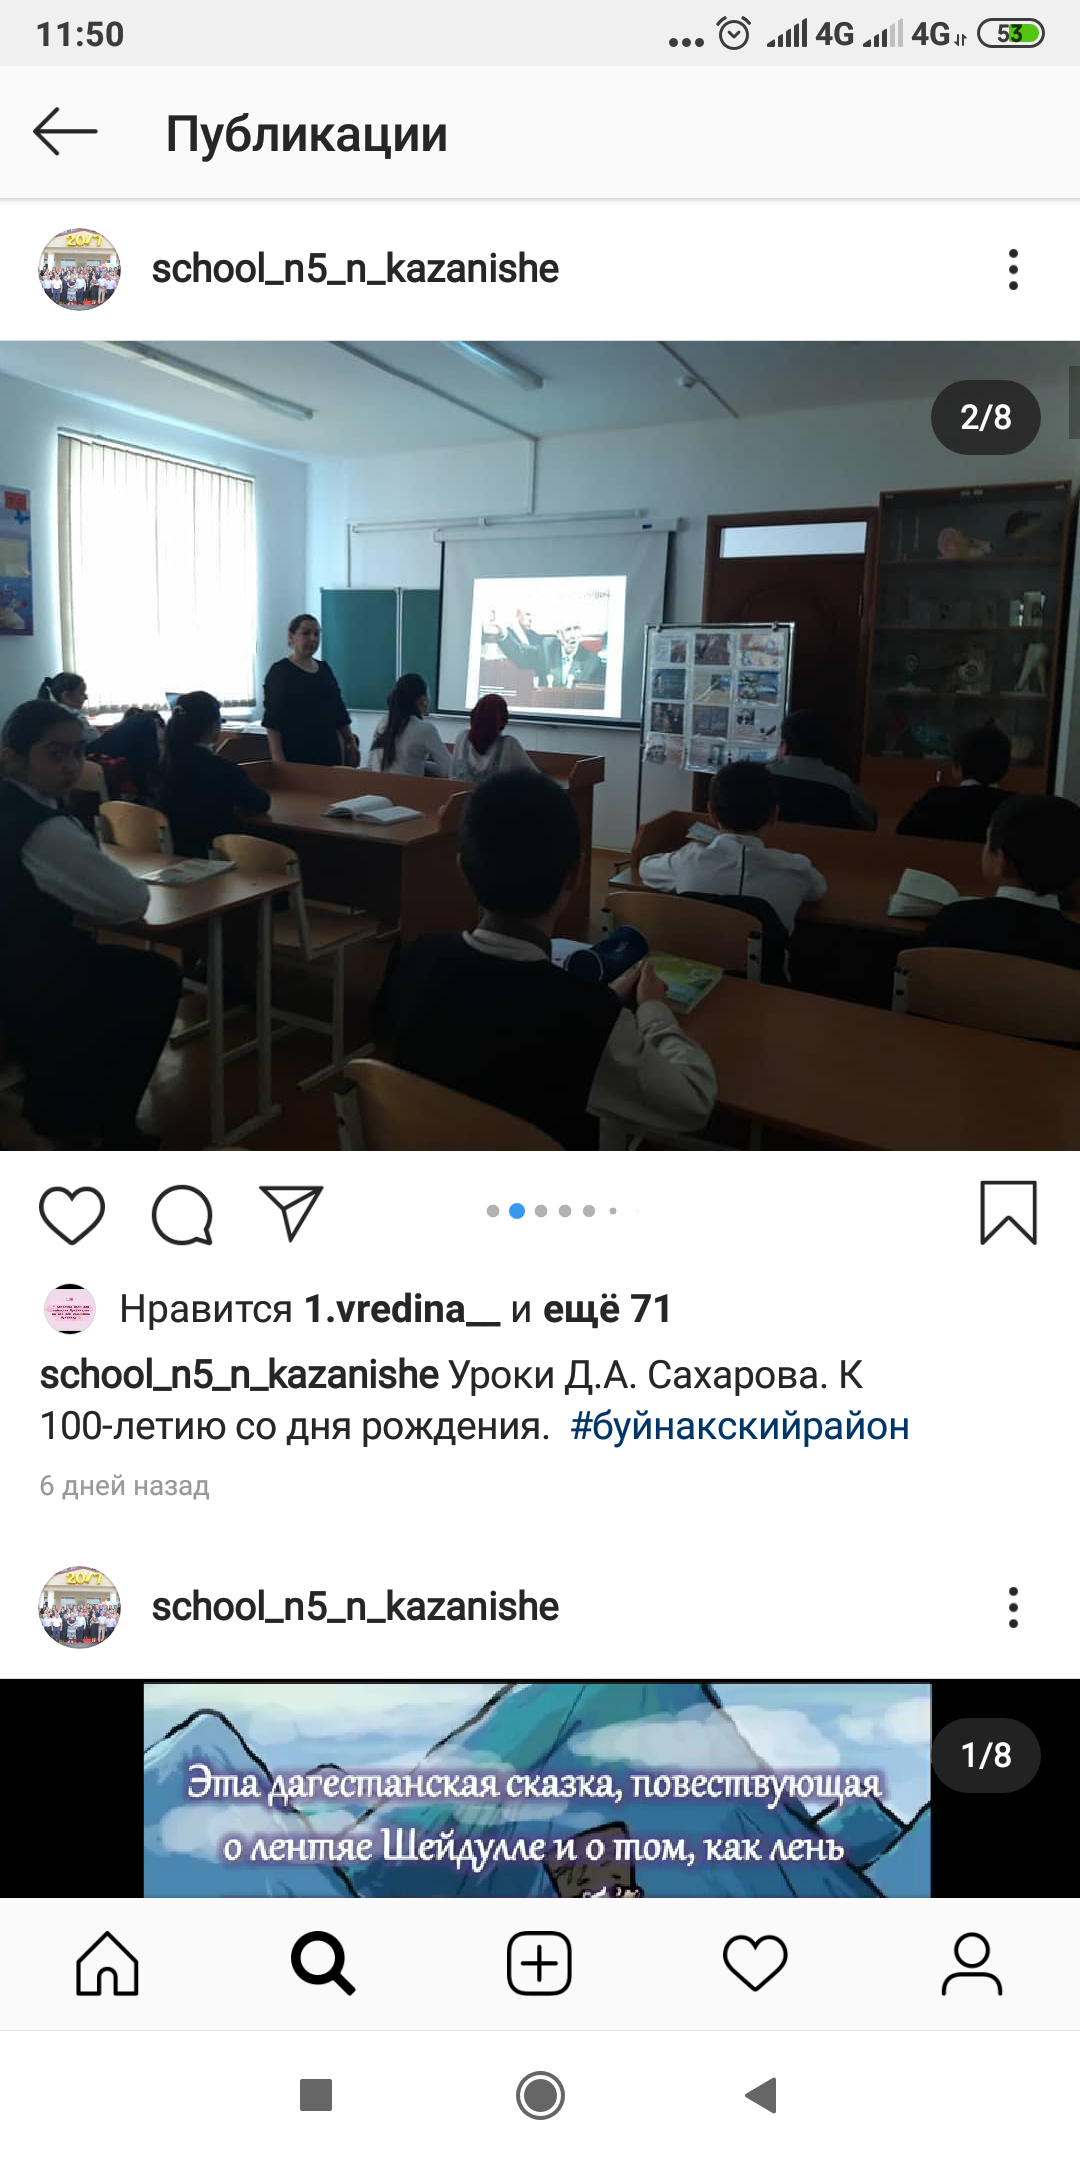 11:50
4G
4G
53
Публикации
school_n5_n_kazanishe
2/8
Нравится 1.vredina__ и ещё 71
school_n5_n_kazanishe Уроки Д.А. Сахарова. К
100-летию со дня рождения. #буйнакскийрайон
6 дней назад
school_n5_n_kazanishe
1/8
Эта дагестанская сказка, повествующая
о лентяе Шейдулле и о том, как лень